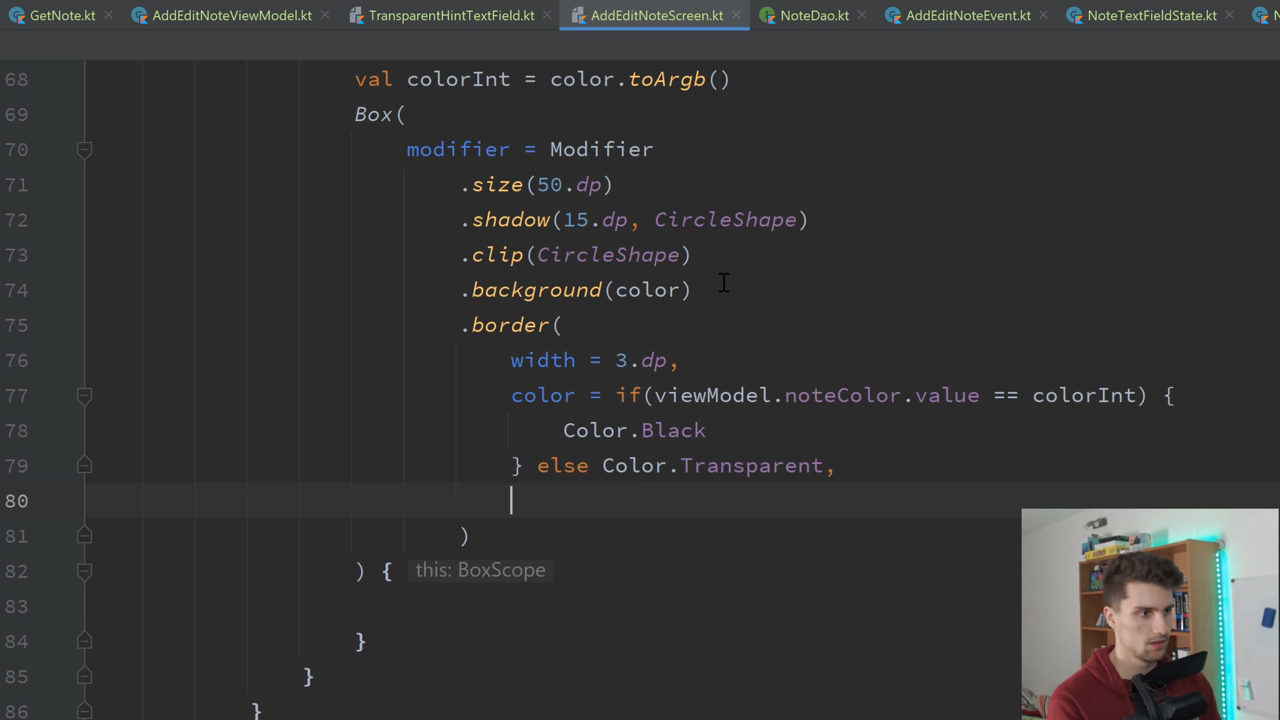 GetNote.kt AddEditNoteViewModel.kt TransparentHintTextField.kt AddEditNoteScreen.kt NoteDao.kt AddEditNoteEvent.kt NoteTextFieldState.kt
68 val colorInt = color.toArgb()
69 Box(
70 modifier = Modifier
71 .size(50.dp)
72 .shadow(15.dp, CircleShape)
73 .clip(CircleShape)
74 .background(color)
75 .border(
76 width = 3.dp,
77 color = if(viewModel.noteColor.value == colorInt) {
78 Color.Black
79 } else Color.Transparent,
80
81 )
82 ) { this: BoxScope
83
84 }
85 }
86 }